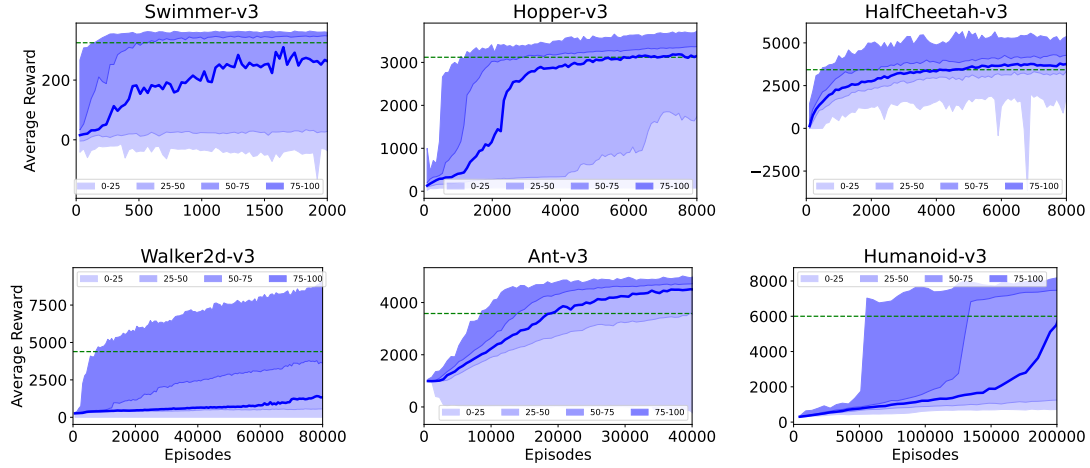 Swimmer-v3
Average Reward
200
0
0-25 25-50 50-75 75-100
0 500 1000 1500 2000
Hopper-v3
3000
2000
1000
0
0-25 25-50 50-75 75-100
0 2000 4000 6000 8000
HalfCheetah-v3
5000
2500
0
−2500
0-25 25-50 50-75 75-100
0 2000 4000 6000 8000
Walker2d-v3
Average Reward
0-25 25-50 50-75 75-100
7500
5000
2500
0
0 20000 40000 60000 80000
Episodes
Ant-v3
4000
2000
0
0-25 25-50 50-75 75-100
0 10000 20000 30000 40000
Episodes
Humanoid-v3
0-25 25-50 50-75 75-100
8000
6000
4000
2000
0
0 50000 100000 150000 200000
Episodes